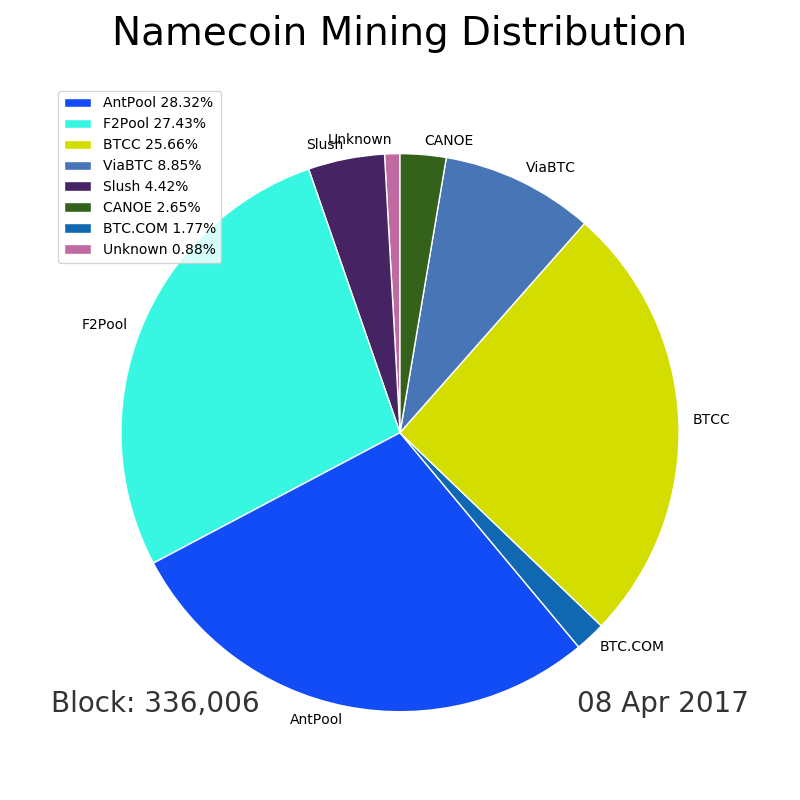 Namecoin Mining Distribution
AntPool 28.32%
F2Pool 27.43%
BTCC 25.66%
ViaBTC 8.85%
Slush 4.42%
CANOE 2.65%
BTC.COM 1.77%
Unknown 0.88%
Slush
Unknown
CANOE
ViaBTC
F2Pool
BTCC
BTC.COM
AntPool
Block: 336,006
08 Apr 2017